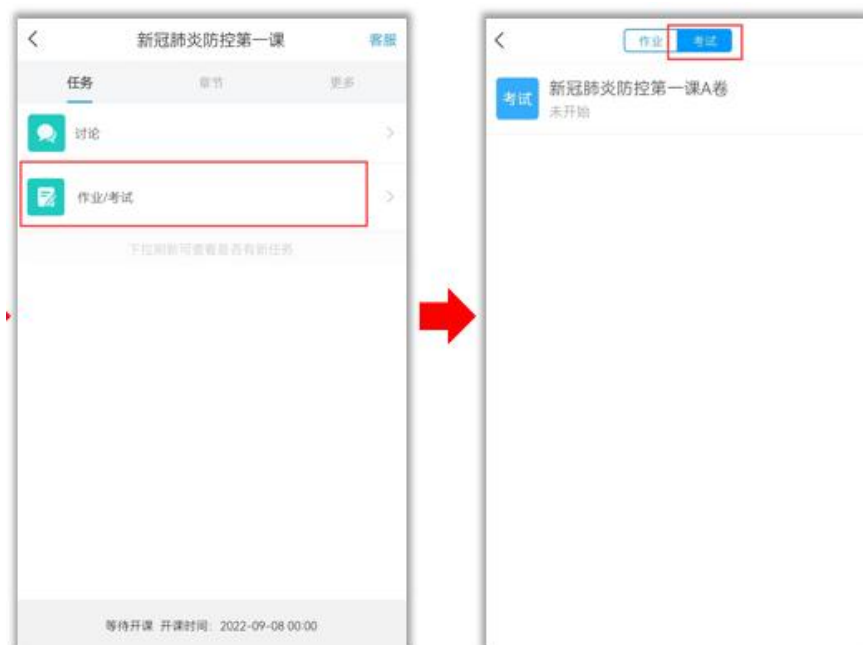 新冠肺炎防控第一课
客服
任务
章节
更多
讨论
作业/考试
下拉刷新可查看是否有新任务
等待开课 开课时间: 2022-09-08 00:00
作业
考试
考试
新冠肺炎防控第一课A卷
未开始